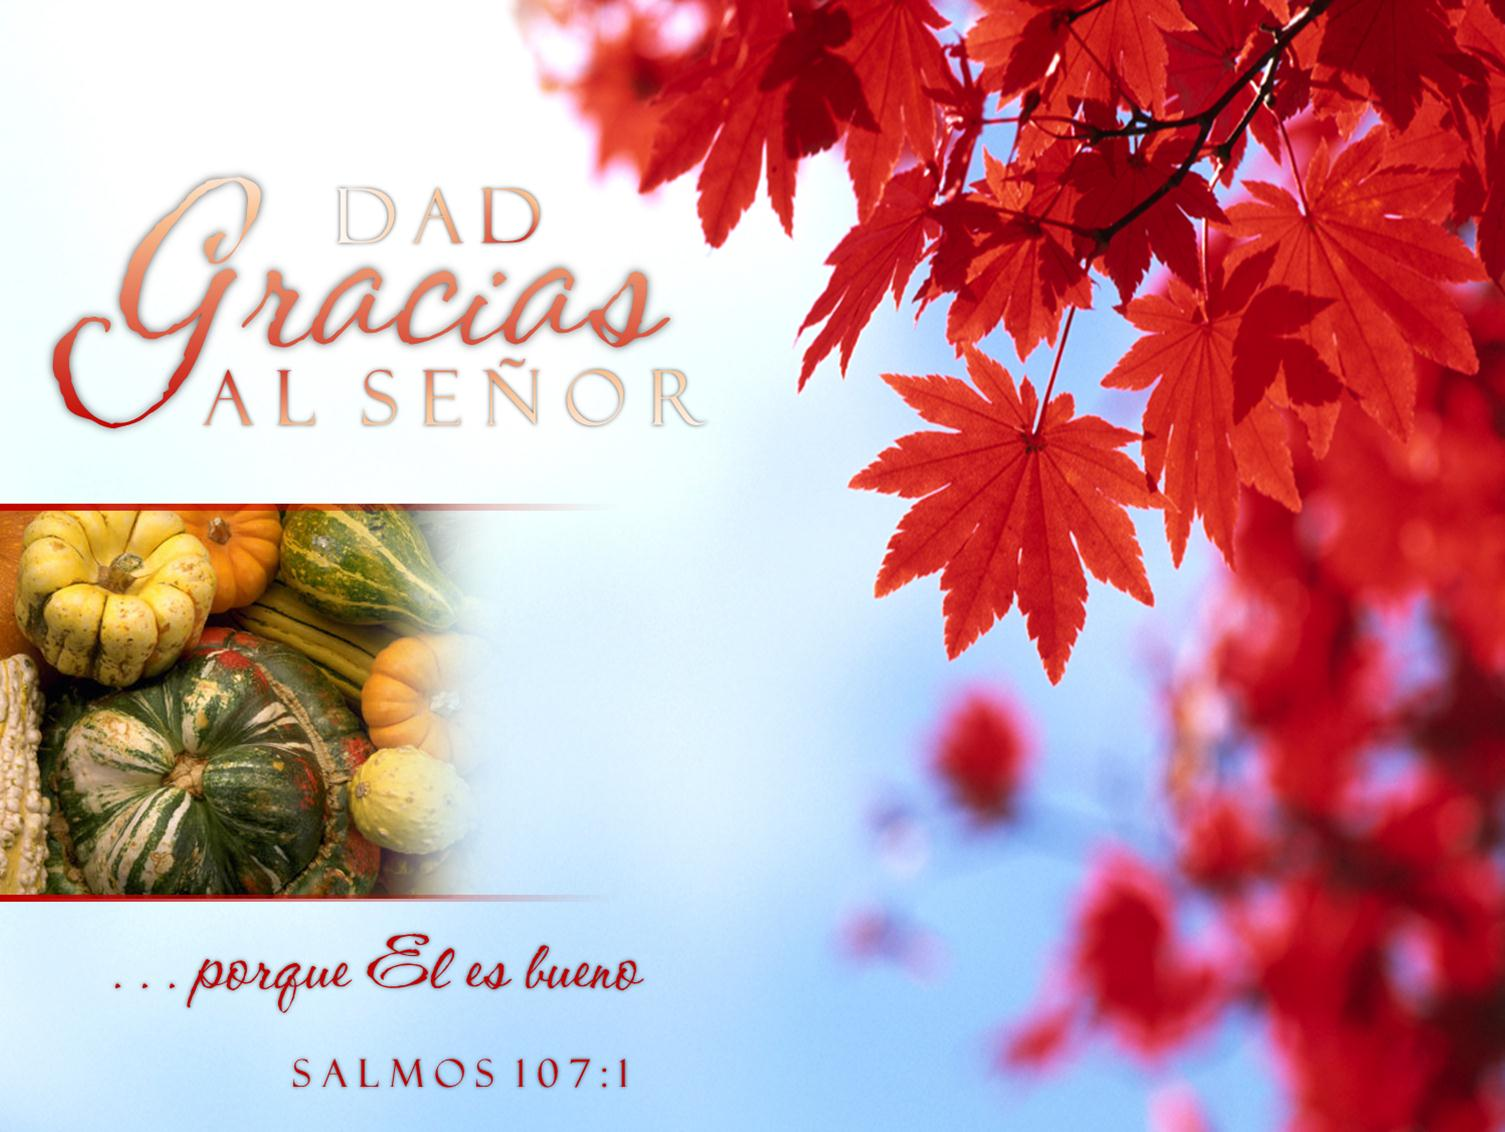 DAD
Gracias
AL SEÑOR
. . . porque El es bueno
SALMOS 107:1